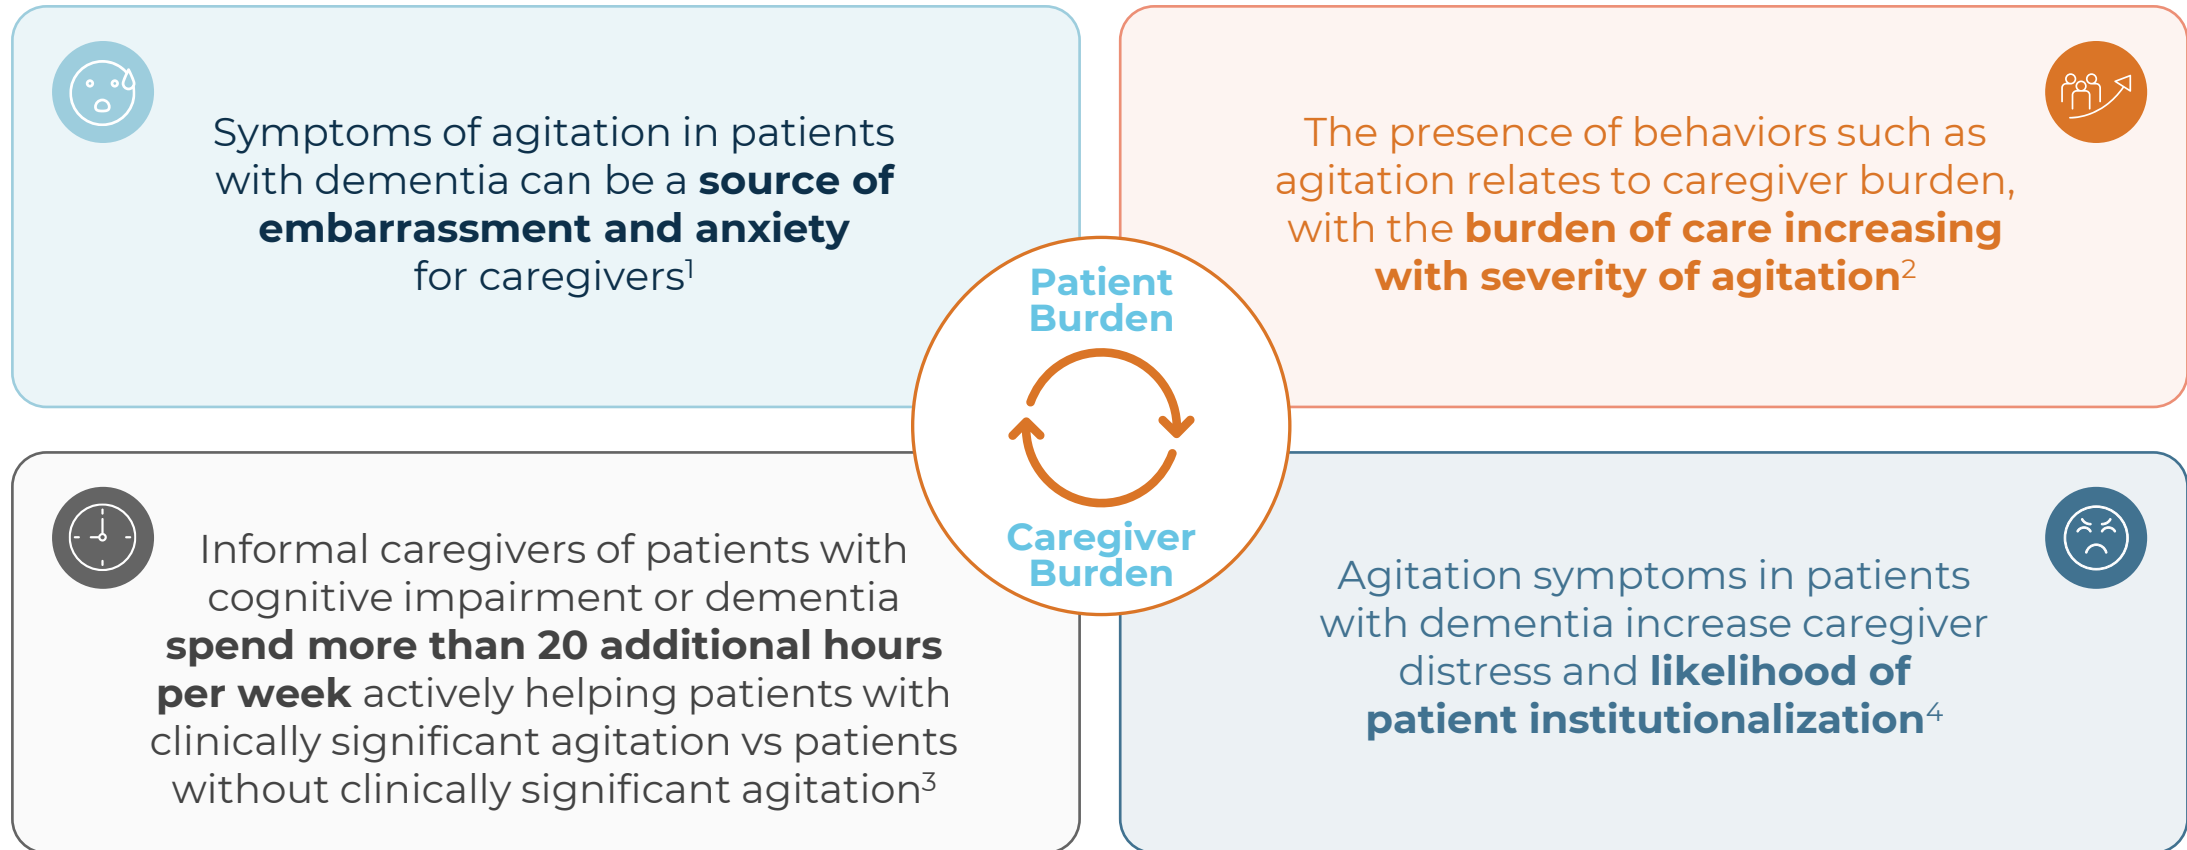 Symptoms of agitation in patients
with dementia can be a source of
embarrassment and anxiety
for caregivers¹
The presence of behaviors such as
agitation relates to caregiver burden,
with the burden of care increasing
with severity of agitation²
Patient
Burden
Caregiver
Burden
Informal caregivers of patients with
cognitive impairment or dementia
spend more than 20 additional hours
per week actively helping patients with
clinically significant agitation vs patients
without clinically significant agitation³
Agitation symptoms in patients
with dementia increase caregiver
distress and likelihood of
patient institutionalization⁴